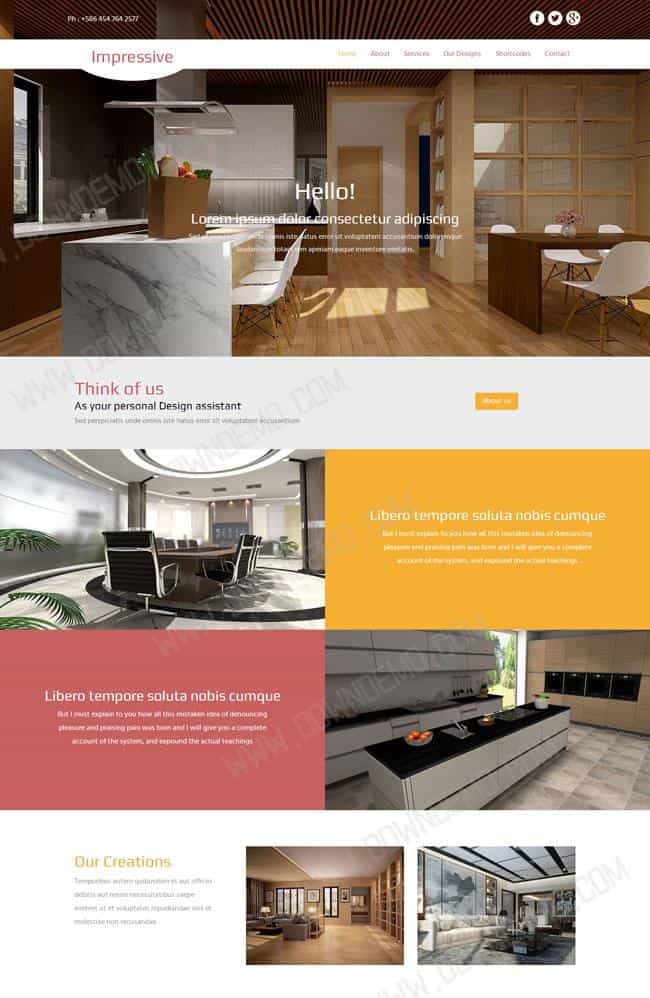 Ph : +566 454 764 2577
Impressive
Home About Services Our Designs Shortcodes Contact
Hello!
Lorem ipsum dolor consectetur adipiscing
Sed perspiciatis unde omnis iste natus error sit voluptatem accusantium doloremque
laudantium totam rem aperiam eaque inventore veritatis.
Think of us
As your personal Design assistant
Sed perspiciatis unde omnis iste natus error sit voluptatem accusantium
About us
Libero tempore soluta nobis cumque
But I must explain to you how all this mistaken idea of denouncing
pleasure and praising pain was born and I will give you a complete
account of the system, and expound the actual teachings
Libero tempore soluta nobis cumque
But I must explain to you how all this mistaken idea of denouncing
pleasure and praising pain was born and I will give you a complete
account of the system, and expound the actual teachings
Our Creations
Temporibus autem quibusdam et aut officiis
debitis aut rerum necessitatibus saepe
eveniet ut et voluptates repudiandae sint et
molestiae non recusandae.
WWW.DOWNDEMO.COM